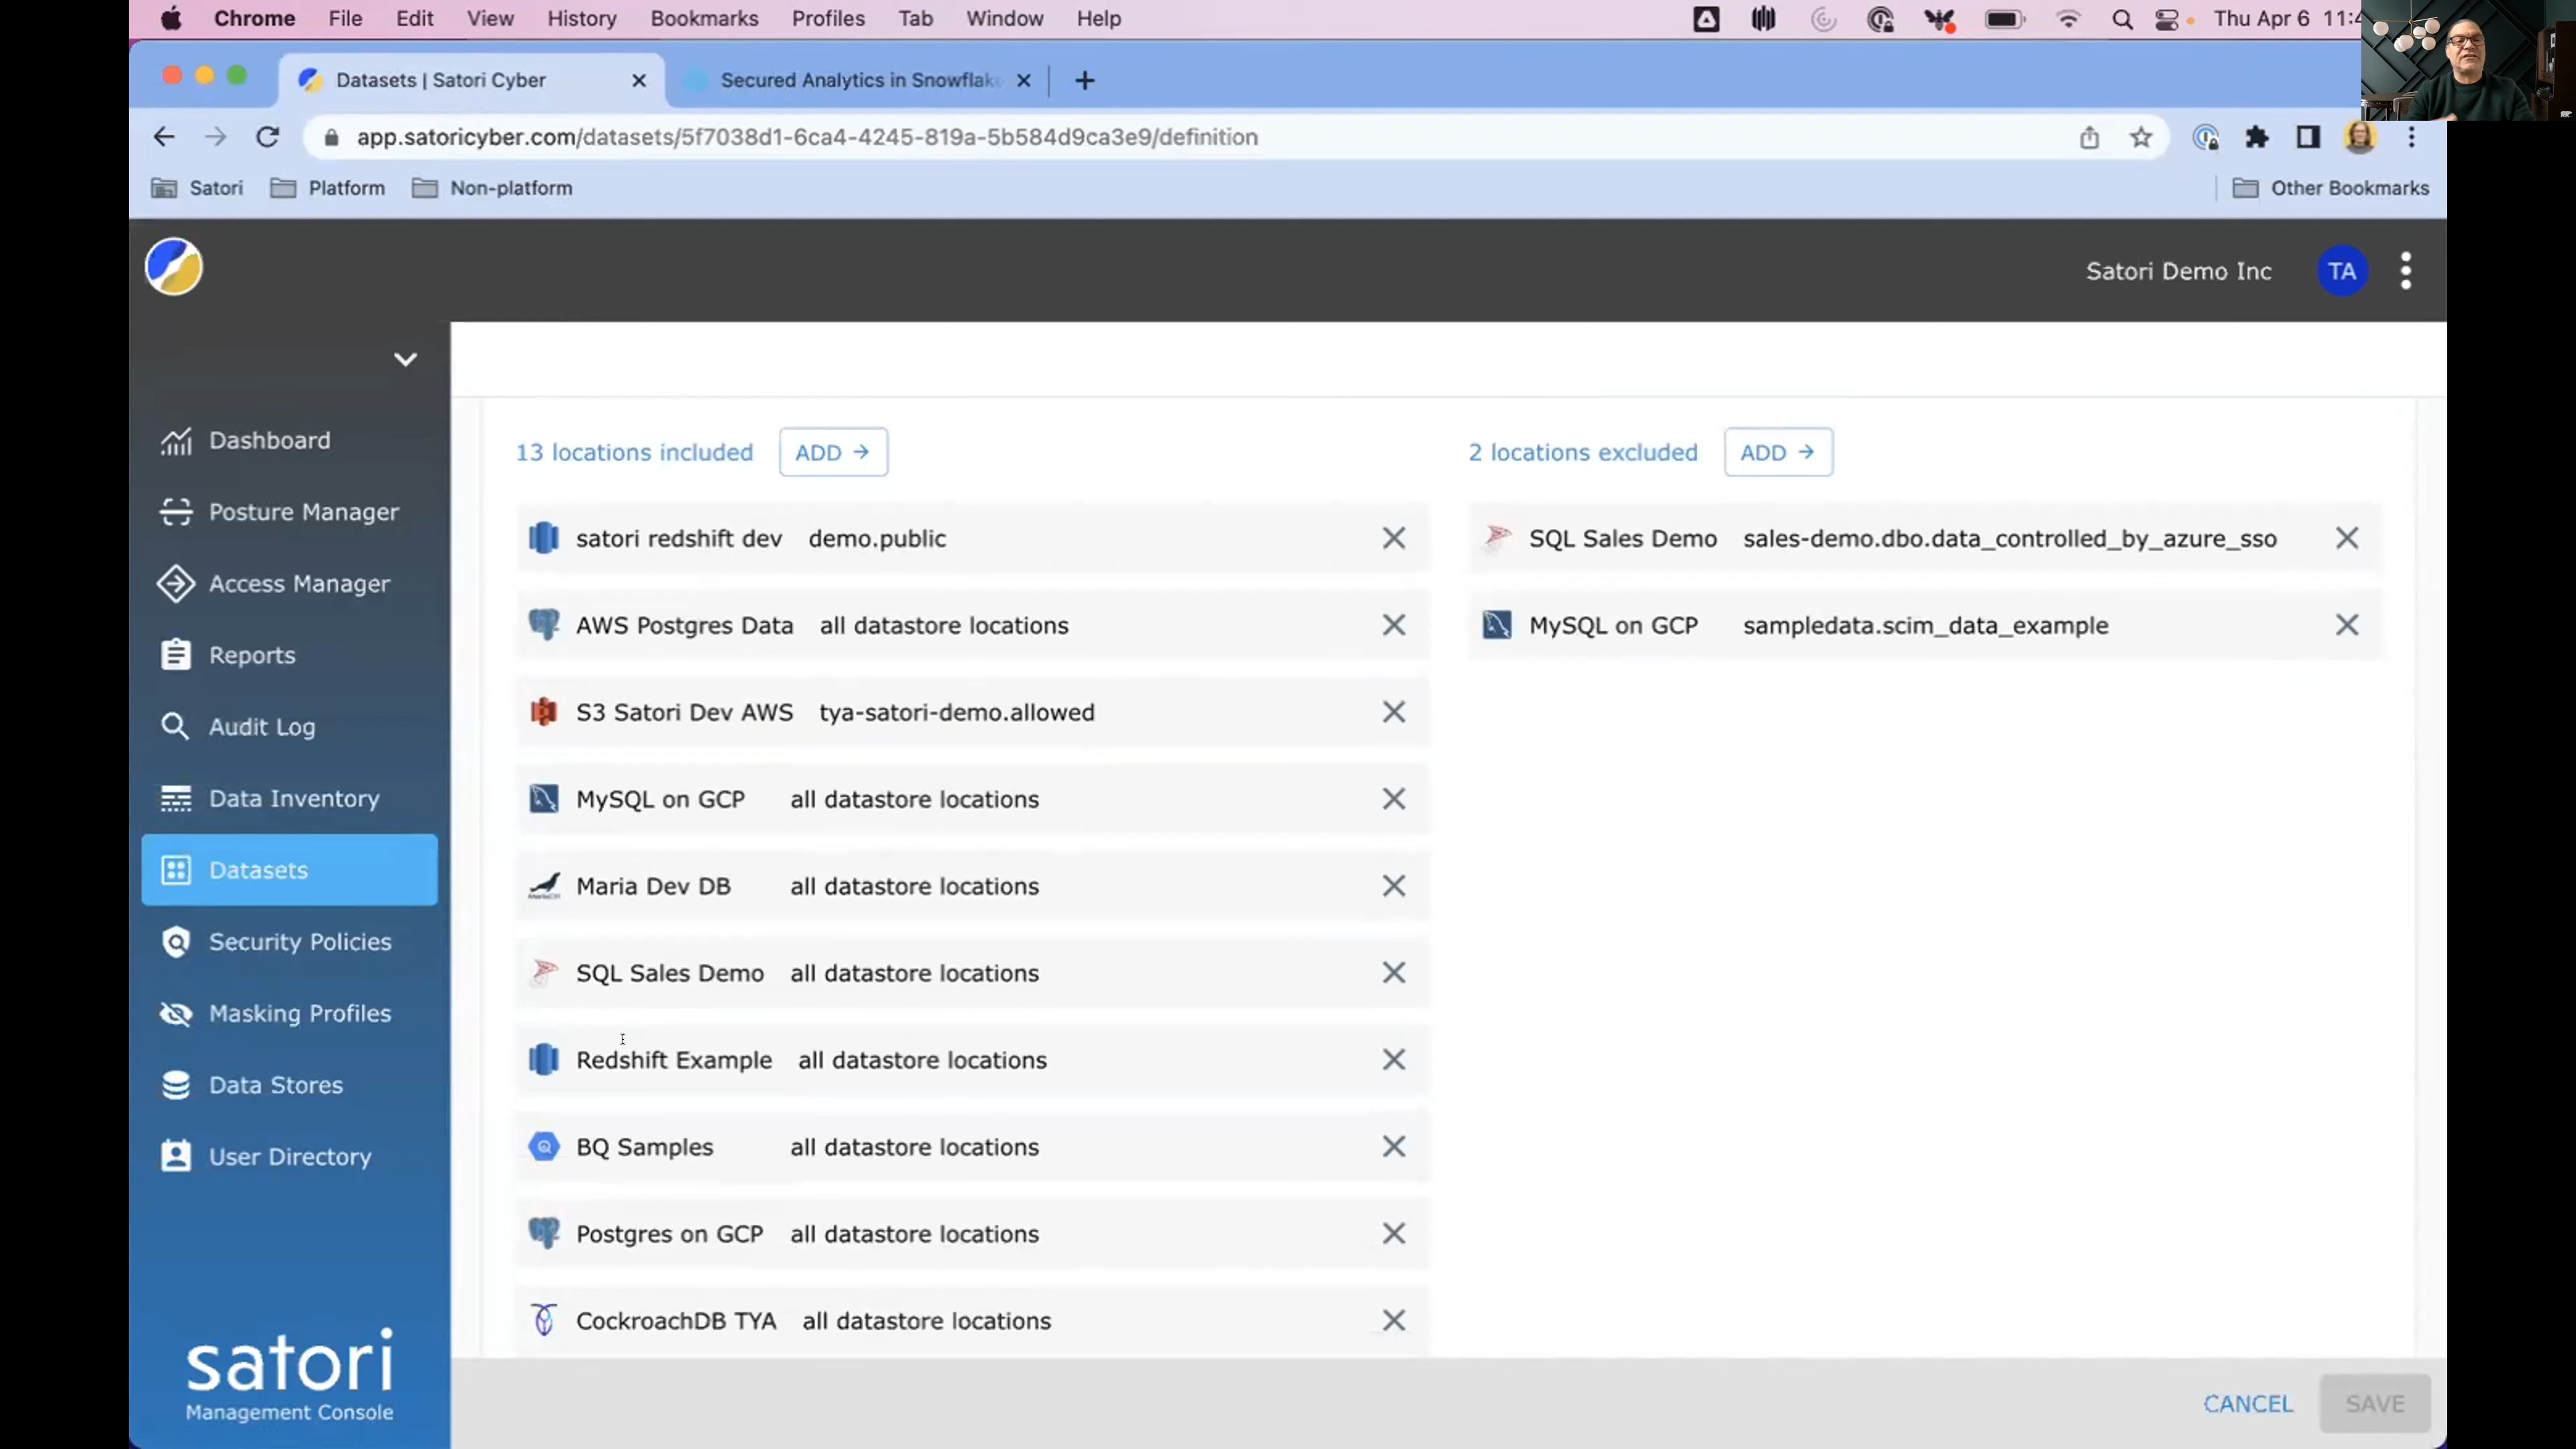 Chrome File Edit View History Bookmarks Profiles Tab Window Help
Thu Apr 6 11:4
Datasets | Satori Cyber
Secured Analytics in Snowflake
app.satoricyber.com/datasets/5f7038d1-6ca4-4245-819a-5b584d9ca3e9/definition
Satori Platform Non-platform Other Bookmarks
Satori Demo Inc TA
Dashboard
Posture Manager
Access Manager
Reports
Audit Log
Data Inventory
Datasets
Security Policies
Masking Profiles
Data Stores
User Directory
satori
Management Console
13 locations included ADD
satori redshift dev demo.public
AWS Postgres Data all datastore locations
S3 Satori Dev AWS tya-satori-demo.allowed
MySQL on GCP all datastore locations
Maria Dev DB all datastore locations
SQL Sales Demo all datastore locations
Redshift Example all datastore locations
BQ Samples all datastore locations
Postgres on GCP all datastore locations
CockroachDB TYA all datastore locations
2 locations excluded ADD
SQL Sales Demo sales-demo.dbo.data_controlled_by_azure_sso
MySQL on GCP sampledata.scim_data_example
CANCEL SAVE